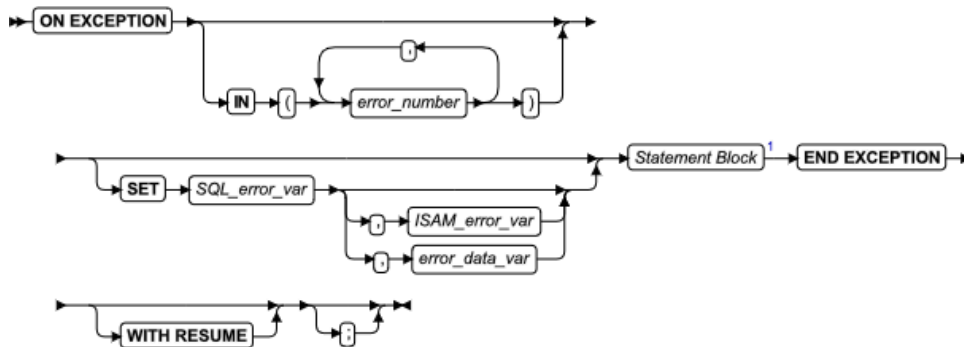 ON EXCEPTION
,
IN ( error_number )
Statement Block 1 END EXCEPTION
SET SQL_error_var
, ISAM_error_var
, error_data_var
WITH RESUME ;